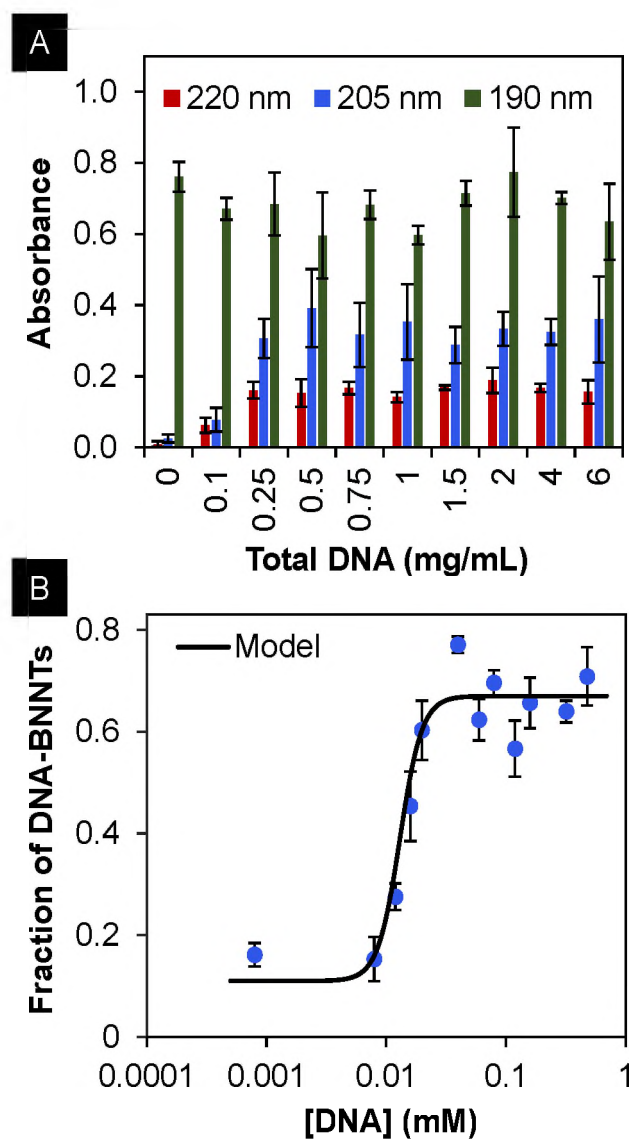 A
220 nm 205 nm 190 nm
1.0
0.8
0.6
0.4
0.2
0.0
Absorbance
0 0.1 0.25 0.5 0.75 1 1.5 2 4 6
Total DNA (mg/mL)
B
Model
0.8
0.6
0.4
0.2
0
Fraction of DNA-BNNTs
0.0001 0.001 0.01 0.1 1
[DNA] (mM)